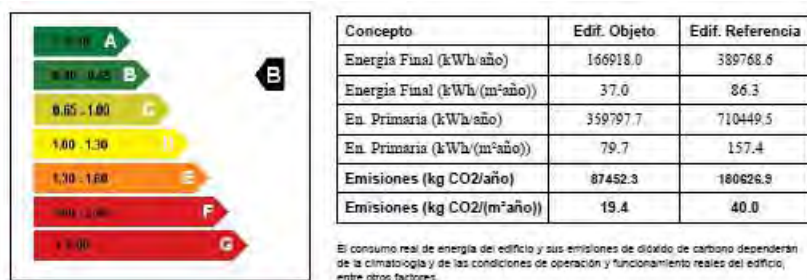 A
B
B
0.65 - 1.00
1.00 - 1.30
1.30 - 1.60
E
F
G
Concepto Edif. Objeto Edif. Referencia
Energía Final (kWh/año) 166918.0 389768.6
Energía Final (kWh/(m²año)) 37.0 86.3
En. Primaria (kWh/año) 359797.7 710449.5
En. Primaria (kWh/(m²año)) 79.7 157.4
Emisiones (kg CO2/año) 87452.3 180626.9
Emisiones (kg CO2/(m²año)) 19.4 40.0
El consumo real de energía del edificio y sus emisiones de dióxido de carbono dependerán
de la climatología y de las condiciones de operación y funcionamiento reales del edificio,
entre otros factores.